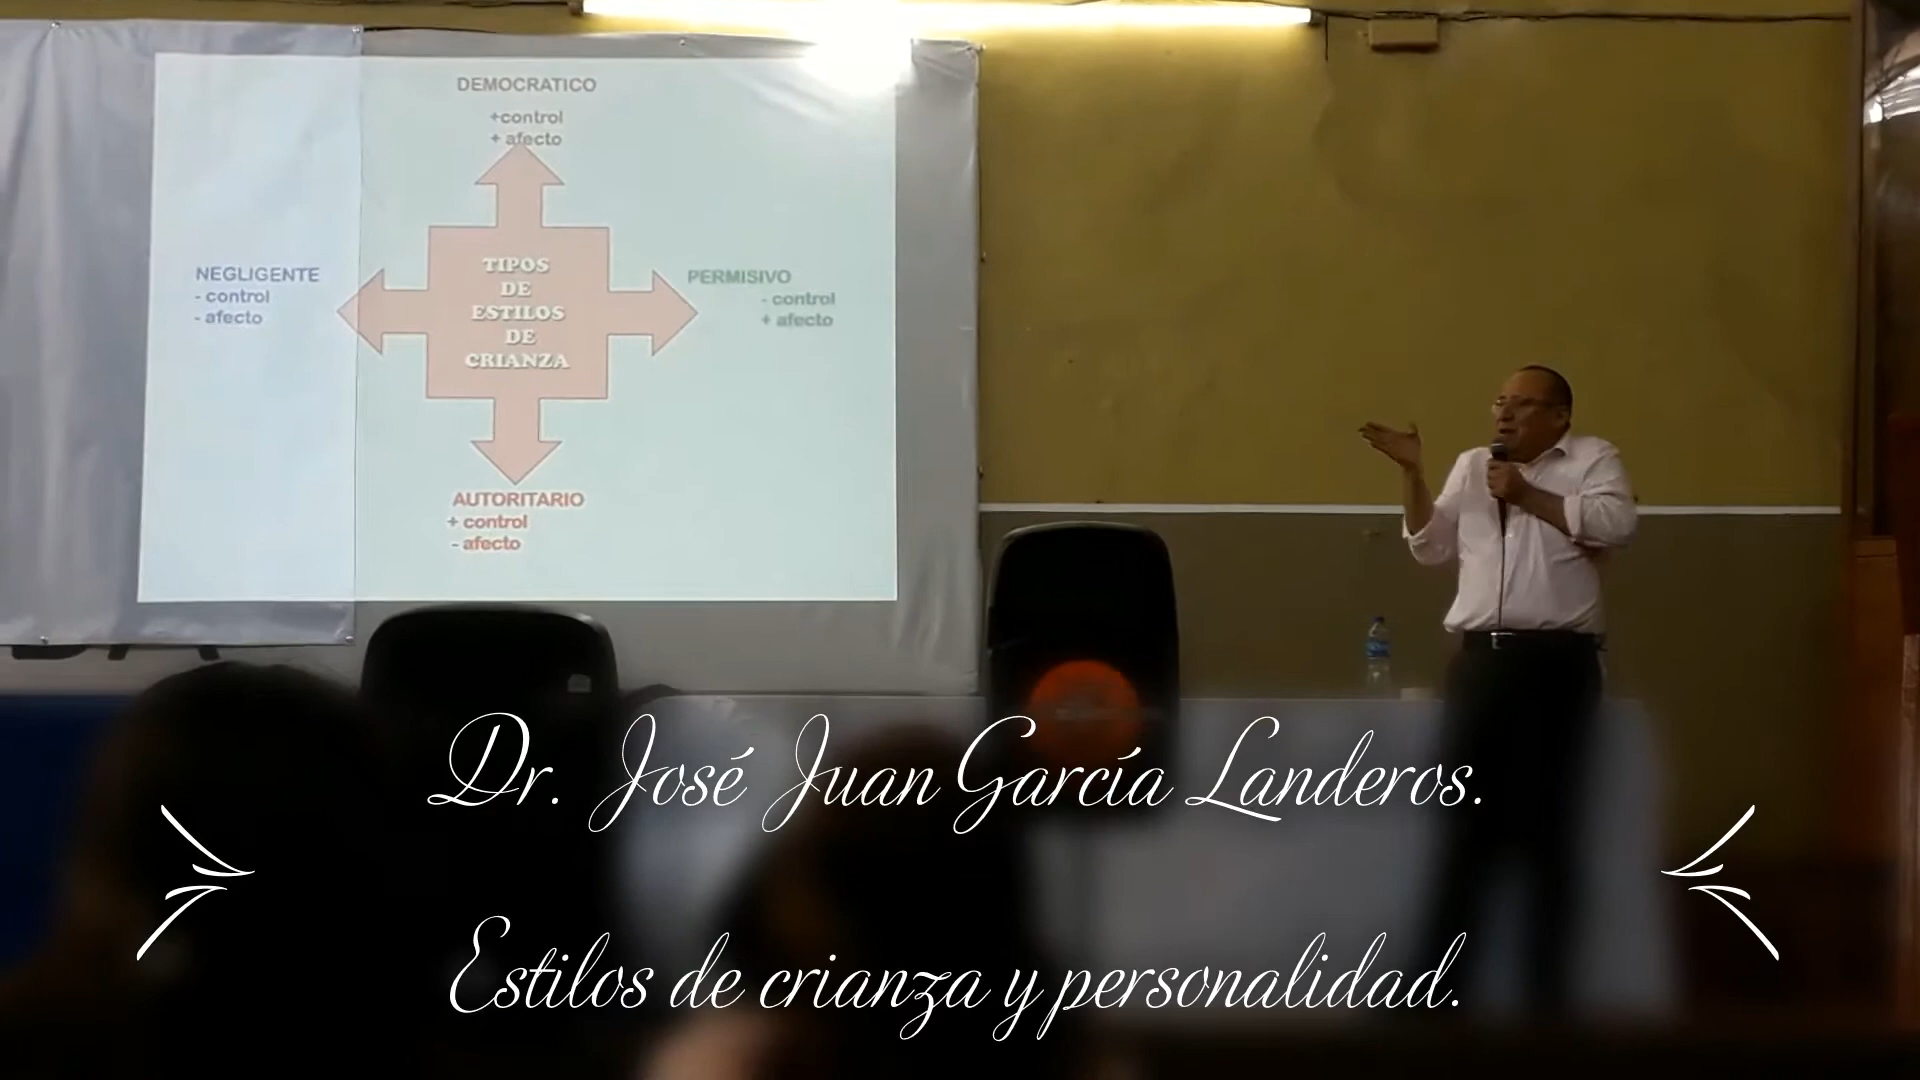 DEMOCRATICO
+control
+ afecto
NEGLIGENTE
- control
- afecto
TIPOS
DE
ESTILOS
DE
CRIANZA
PERMISIVO
- control
+ afecto
AUTORITARIO
+ control
- afecto
Dr. José Juan García Landeros.
Estilos de crianza y personalidad.